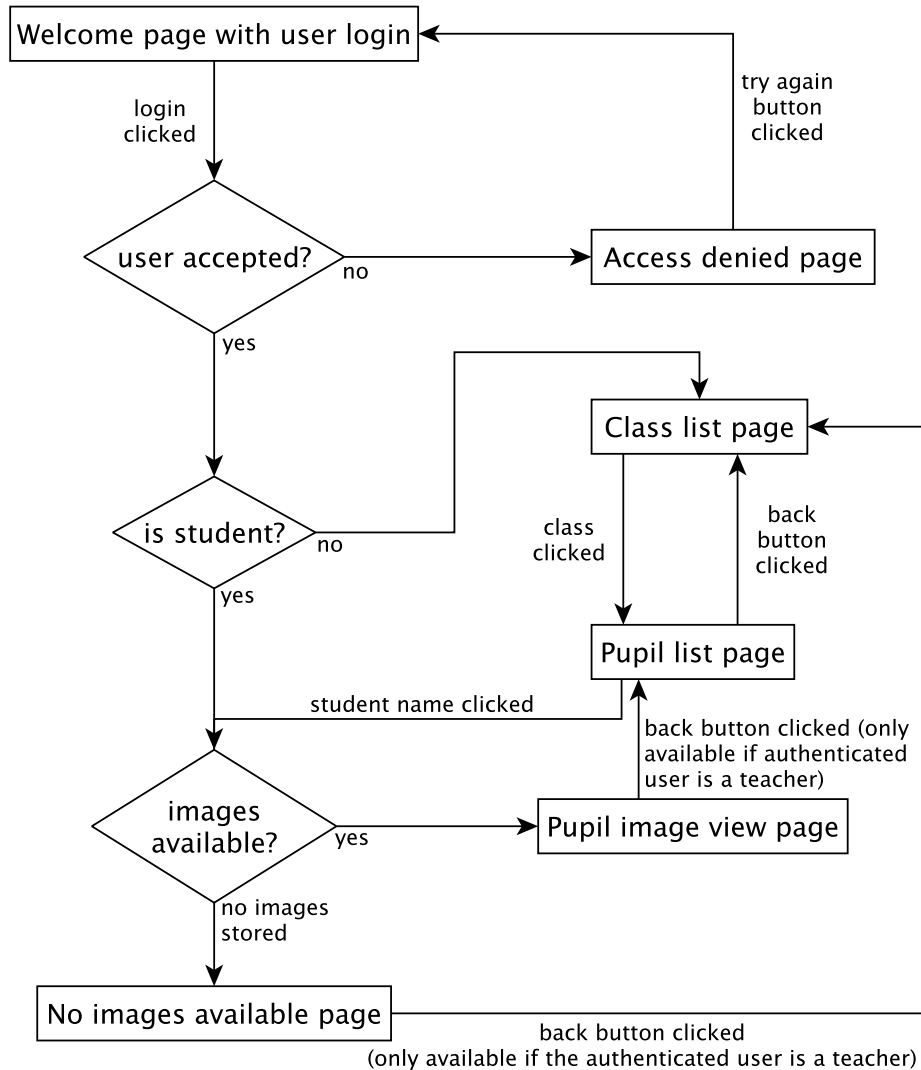 Welcome page with user login
login
clicked
try again
button
clicked
user accepted?
no
Access denied page
yes
Class list page
is student?
no
class
clicked
back
button
clicked
yes
Pupil list page
student name clicked
back button clicked (only
available if authenticated
user is a teacher)
images
available?
yes
Pupil image view page
no images
stored
No images available page
back button clicked
(only available if the authenticated user is a teacher)